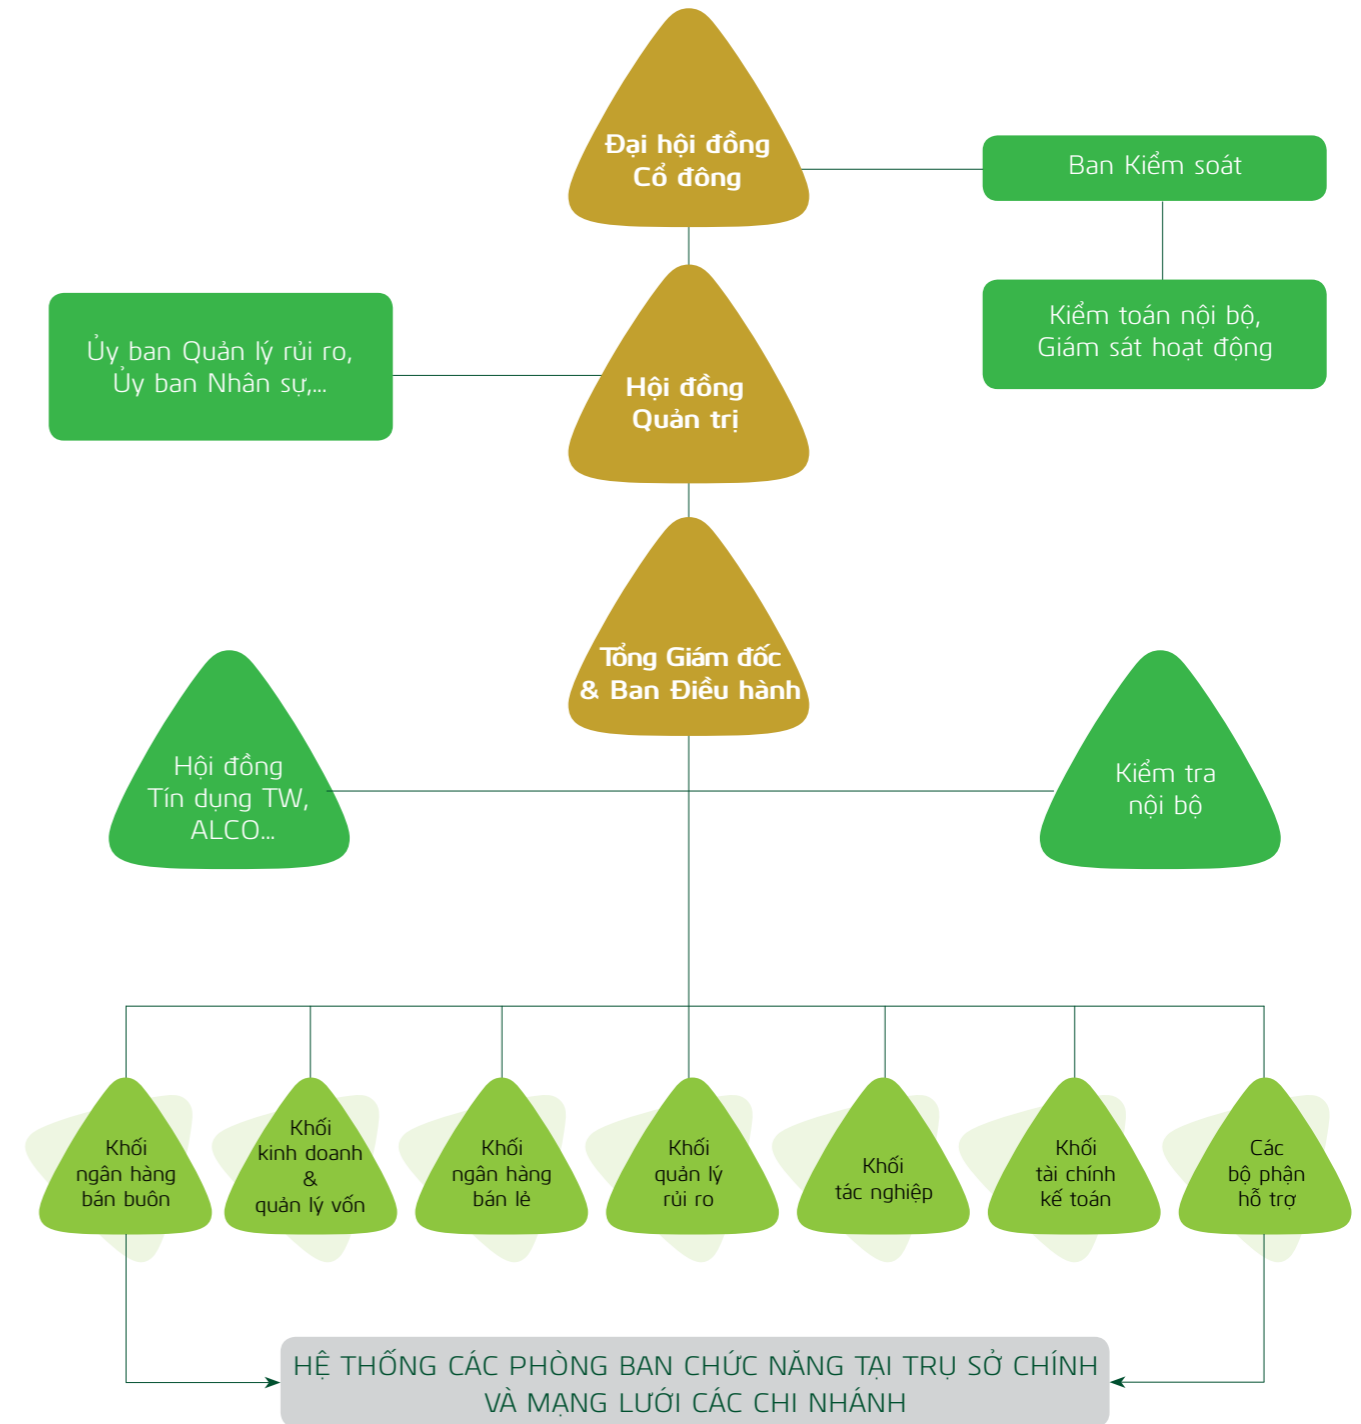 Đại hội đồng
Cổ đông
Ban Kiểm soát
Kiểm toán nội bộ,
Giám sát hoạt động
Ủy ban Quản lý rủi ro,
Ủy ban Nhân sự,...
Hội đồng
Quản trị
Tổng Giám đốc
& Ban Điều hành
Hội đồng
Tín dụng TW,
ALCO...
Kiểm tra
nội bộ
Khối
ngân hàng
bán buôn
Khối
kinh doanh
&
quản lý vốn
Khối
ngân hàng
bán lẻ
Khối
quản lý
rủi ro
Khối
tác nghiệp
Khối
tài chính
kế toán
Các
bộ phận
hỗ trợ
HỆ THỐNG CÁC PHÒNG BAN CHỨC NĂNG TẠI TRỤ SỞ CHÍNH
VÀ MẠNG LƯỚI CÁC CHI NHÁNH